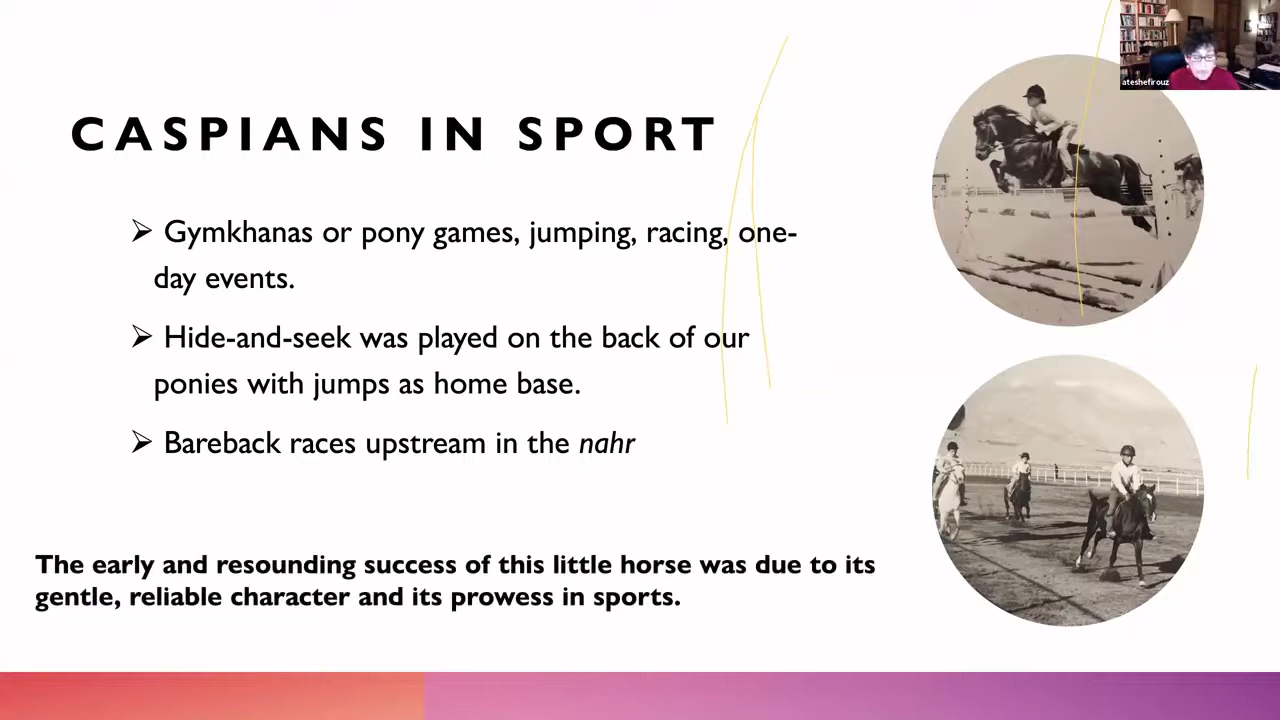 ateshefirouz
CASPIANS IN SPORT
➢ Gymkhanas or pony games, jumping, racing, one-
day events.
➢ Hide-and-seek was played on the back of our
ponies with jumps as home base.
➢ Bareback races upstream in the nahr
The early and resounding success of this little horse was due to its
gentle, reliable character and its prowess in sports.